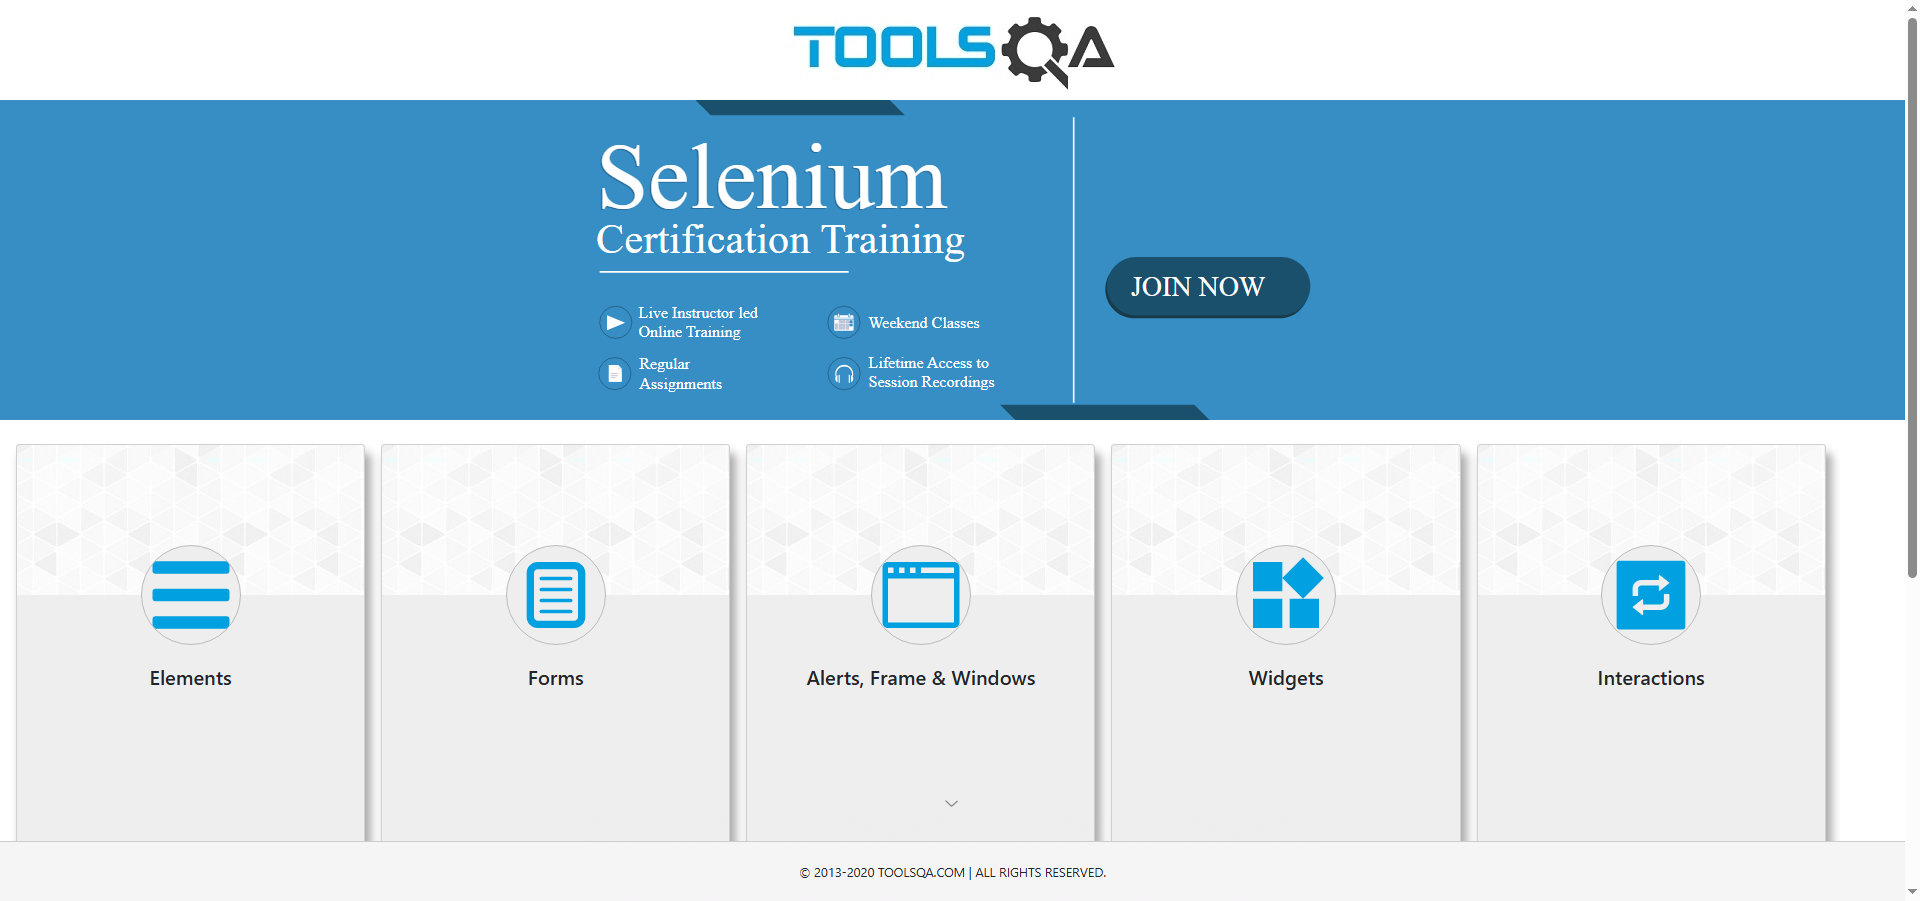 TOOLSQA
Selenium
Certification Training
JOIN NOW
Live Instructor led
Online Training
Weekend Classes
Regular
Assignments
Lifetime Access to
Session Recordings
Elements
Forms
Alerts, Frame & Windows
Widgets
Interactions
© 2013-2020 TOOLSQA.COM | ALL RIGHTS RESERVED.